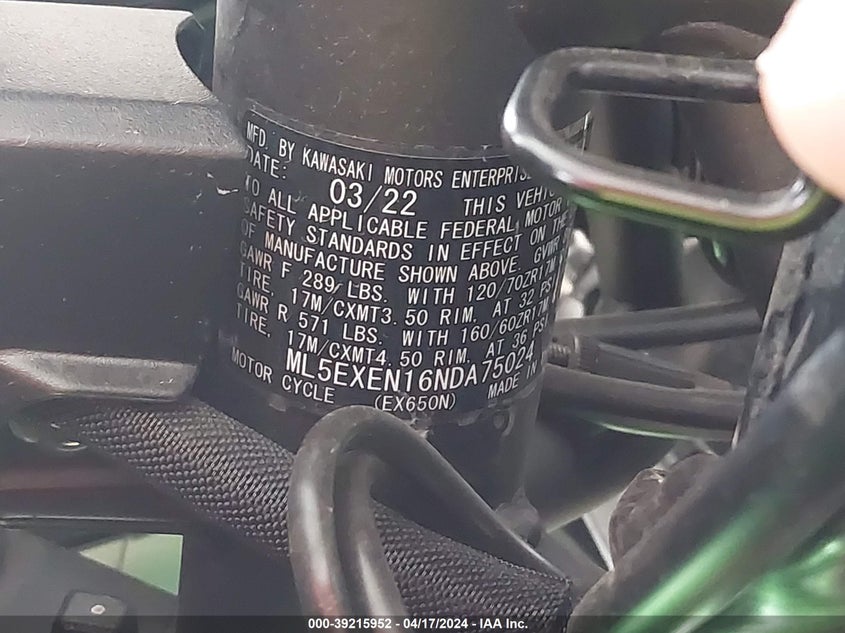 MFD. BY KAWASAKI MOTORS ENTERPRIS
DATE: 03/22 THIS VEHIC
TO ALL APPLICABLE FEDERAL MOTOR
SAFETY STANDARDS IN EFFECT ON THE
OF MANUFACTURE SHOWN ABOVE. GVWR
GAWR F 289 LBS. WITH 120/70ZR17M
TIRE, 17M/CXMT3.50 RIM. AT 32 PSI
GAWR R 571 LBS. WITH 160/60ZR17M
TIRE, 17M/CXMT4.50 RIM. AT 36 PSI
ML5EXEN16NDA75024
MOTOR CYCLE (EX650N) MADE IN
000-39215952 - 04/17/2024 - IAA Inc.